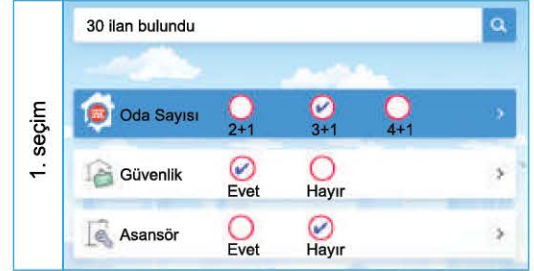 1. seçim
30 ilan bulundu
Oda Sayısı
2+1 3+1 4+1
Güvenlik
Evet Hayır
Asansör
Evet Hayır